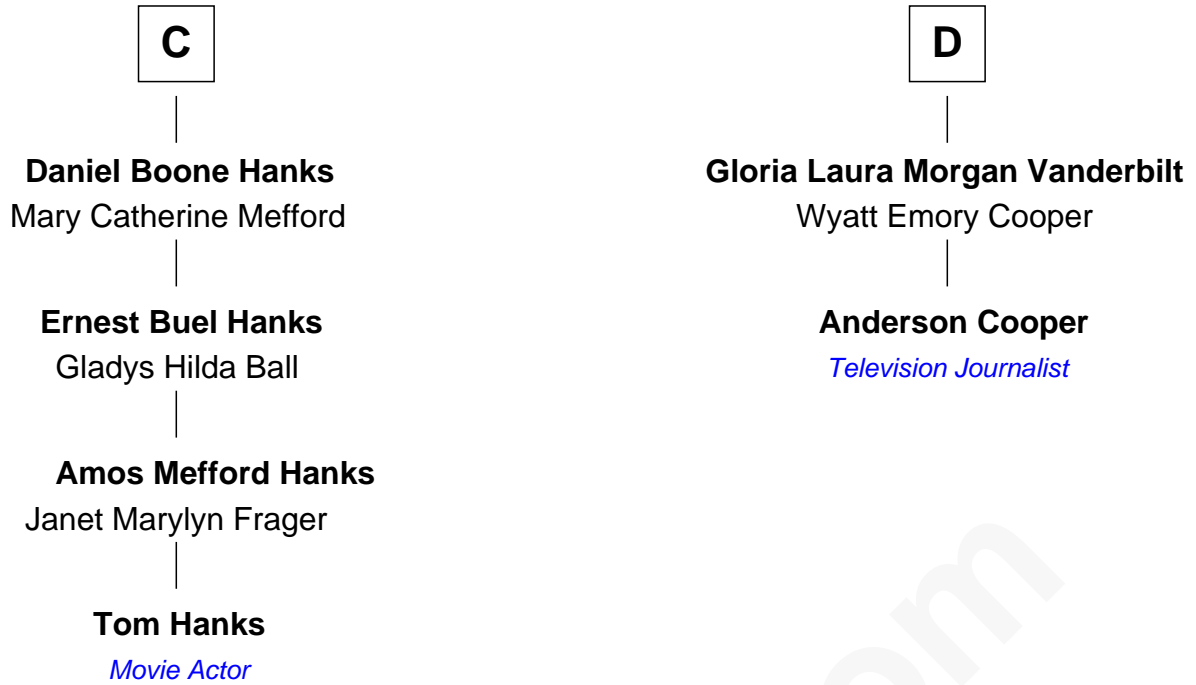 C
Daniel Boone Hanks
Mary Catherine Mefford
Ernest Buel Hanks
Gladys Hilda Ball
Amos Mefford Hanks
Janet Marylyn Frager
Tom Hanks
Movie Actor
D
Gloria Laura Morgan Vanderbilt
Wyatt Emory Cooper
Anderson Cooper
Television Journalist
om